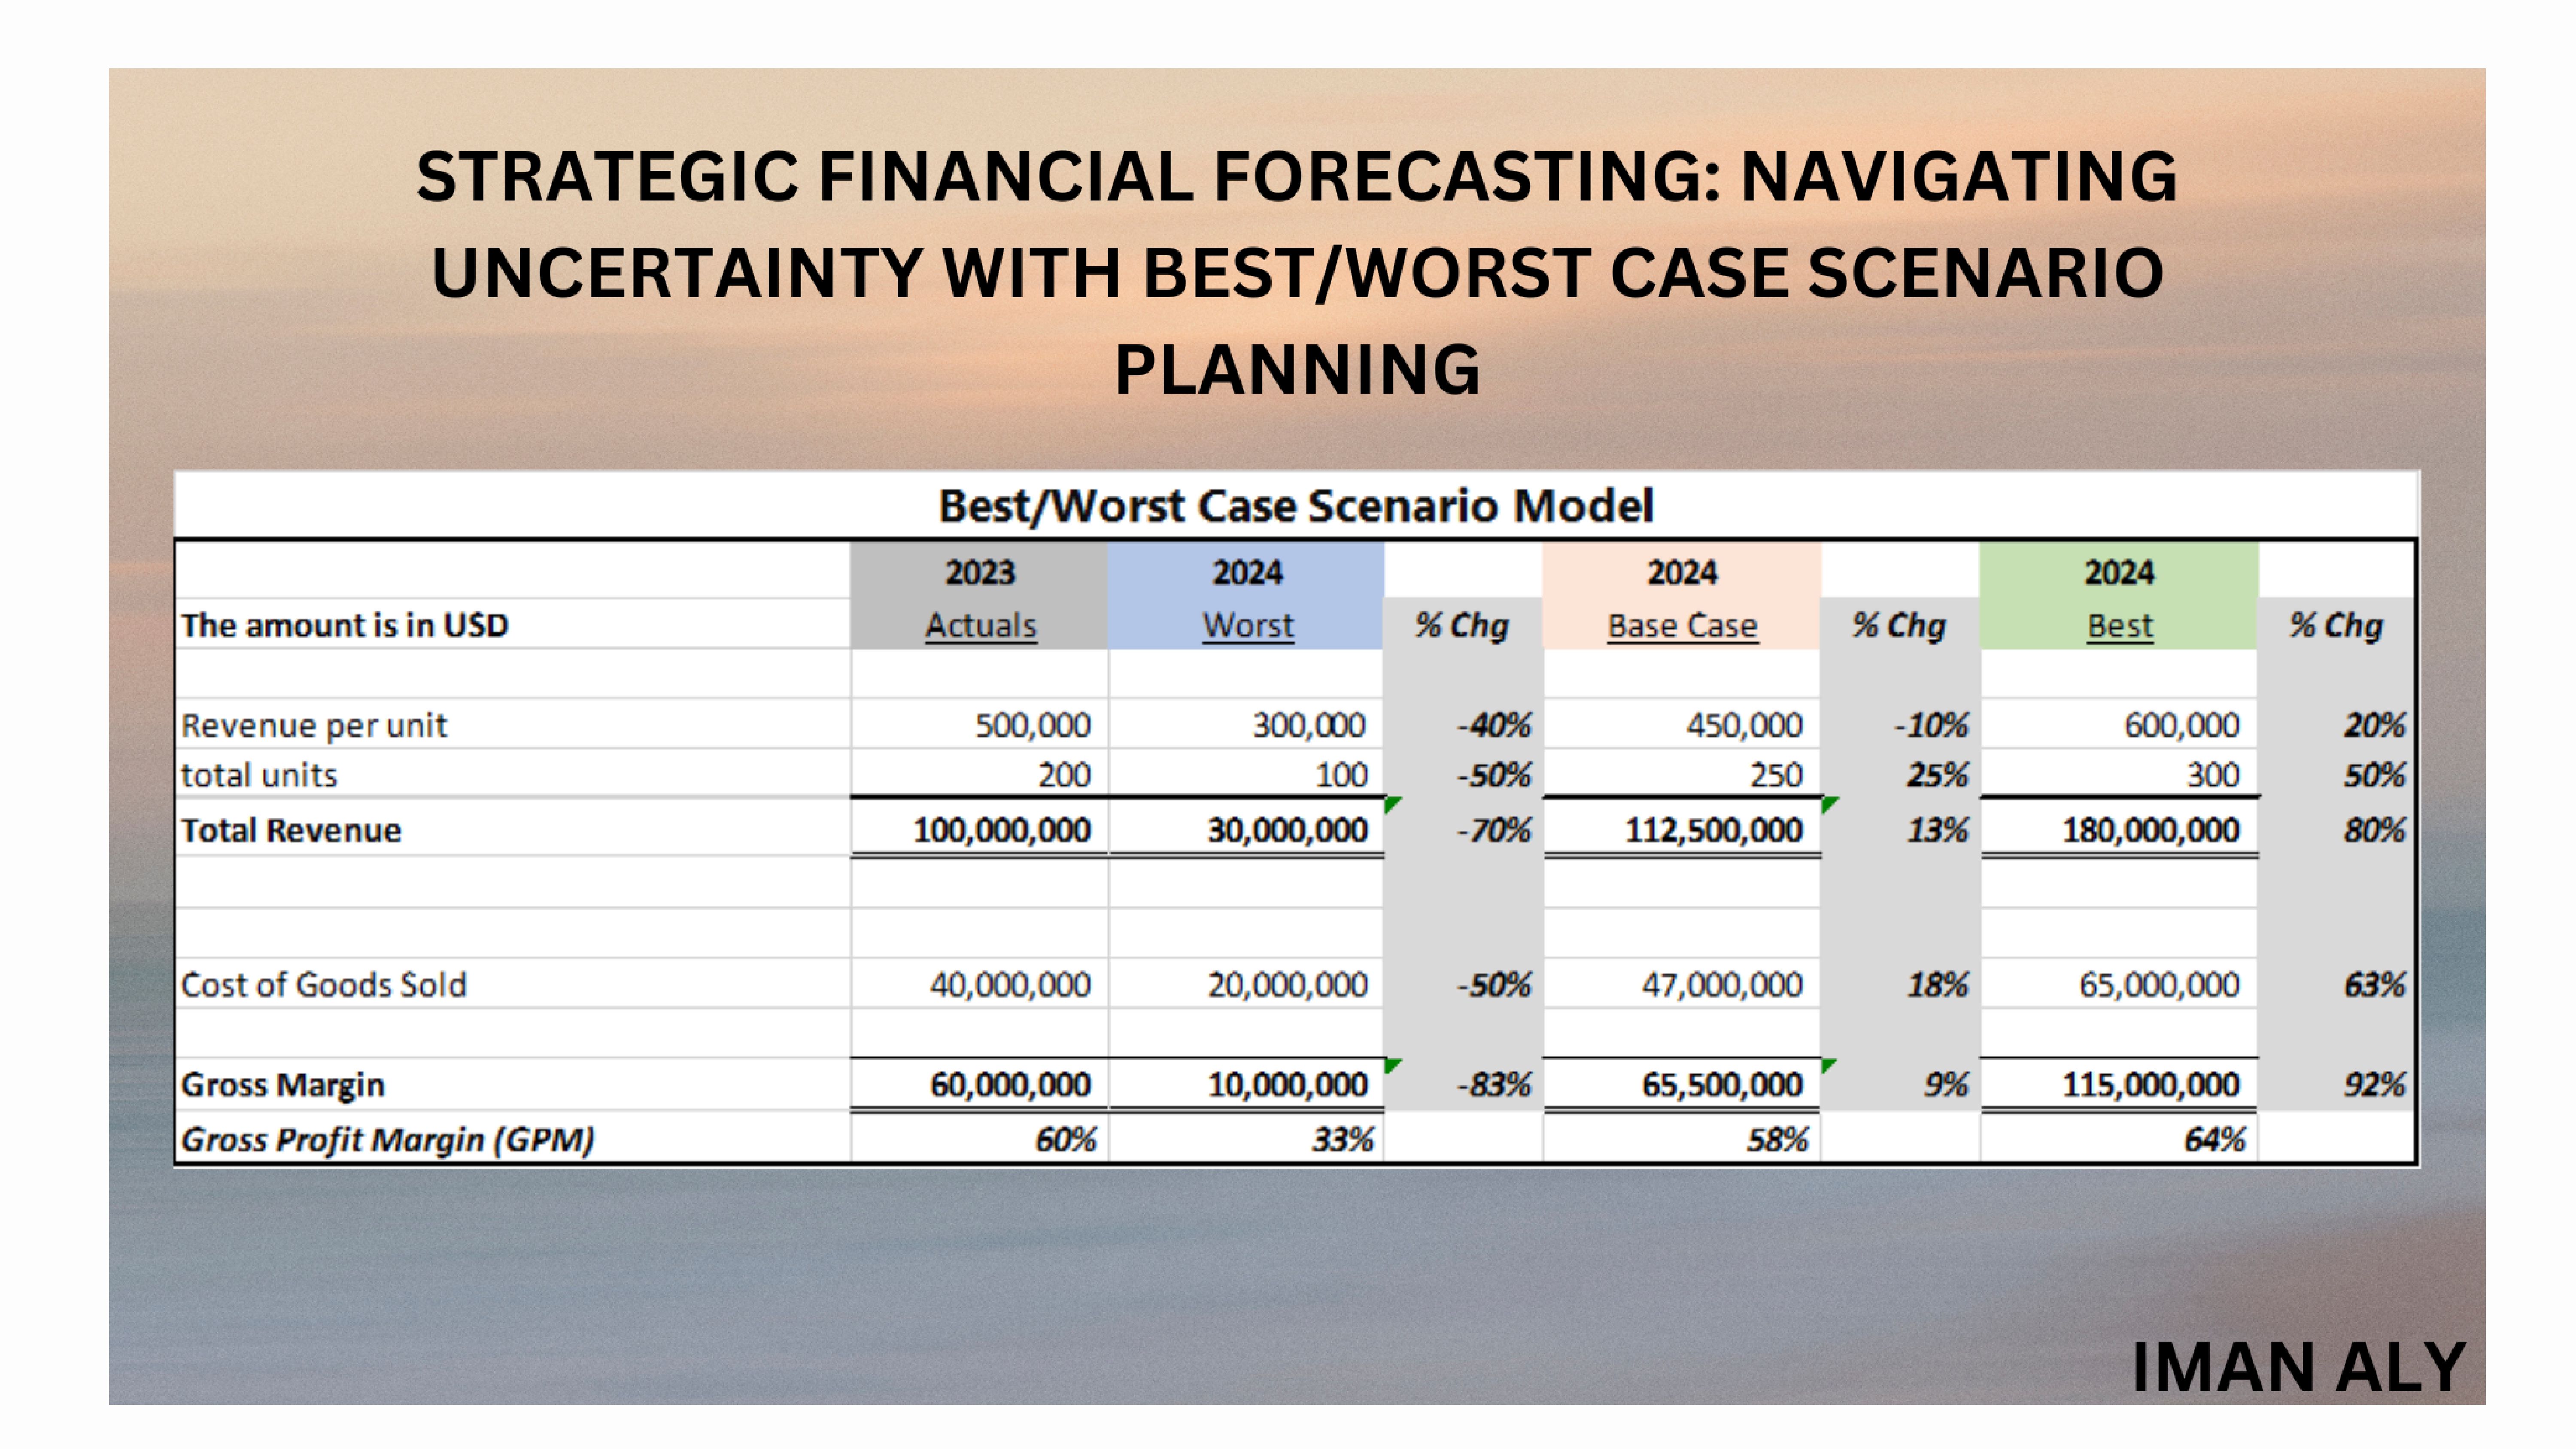 STRATEGIC FINANCIAL FORECASTING: NAVIGATING
UNCERTAINTY WITH BEST/WORST CASE SCENARIO
PLANNING
Best/Worst Case Scenario Model
2023 2024 2024 2024
The amount is in USD Actuals Worst % Chg Base Case % Chg Best % Chg
Revenue per unit 500,000 300,000 -40% 450,000 -10% 600,000 20%
total units 200 100 -50% 250 25% 300 50%
Total Revenue 100,000,000 30,000,000 -70% 112,500,000 13% 180,000,000 80%
Cost of Goods Sold 40,000,000 20,000,000 -50% 47,000,000 18% 65,000,000 63%
Gross Margin 60,000,000 10,000,000 -83% 65,500,000 9% 115,000,000 92%
Gross Profit Margin (GPM) 60% 33% 58% 64%
IMAN ALY